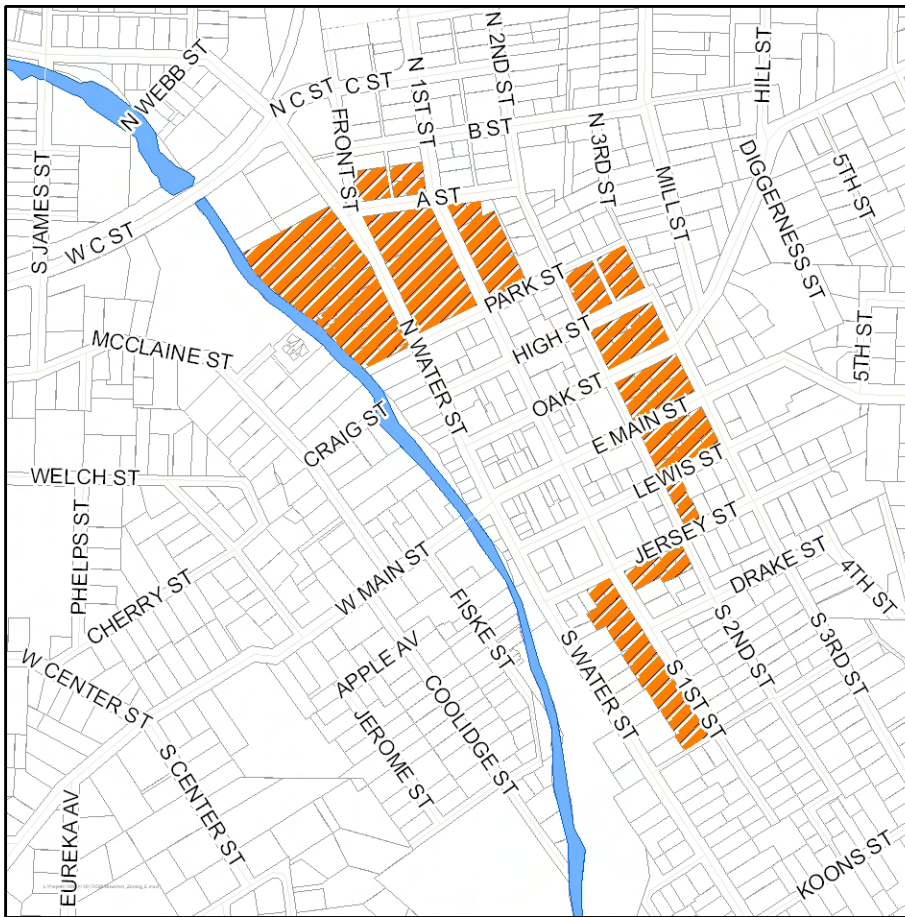 N WEBB ST
N C ST
C ST
N 1ST ST
N 2ND ST
HILL ST
FRONT ST
B ST
N 3RD ST
MILL ST
DIGGERNESS ST
5TH ST
S JAMES ST
W C ST
A ST
PARK ST
HIGH ST
MCCLAINE ST
N WATER ST
5TH ST
OAK ST
E MAIN ST
CRAIG ST
LEWIS ST
WELCH ST
JERSEY ST
PHELPS ST
CHERRY ST
W MAIN ST
DRAKE ST
4TH ST
FISKE ST
S 2ND ST
S 3RD ST
W CENTER ST
APPLE AV
S WATER ST
S 1ST ST
COOLIDGE ST
JEROME ST
S CENTER ST
EUREKA AV
KOONS ST